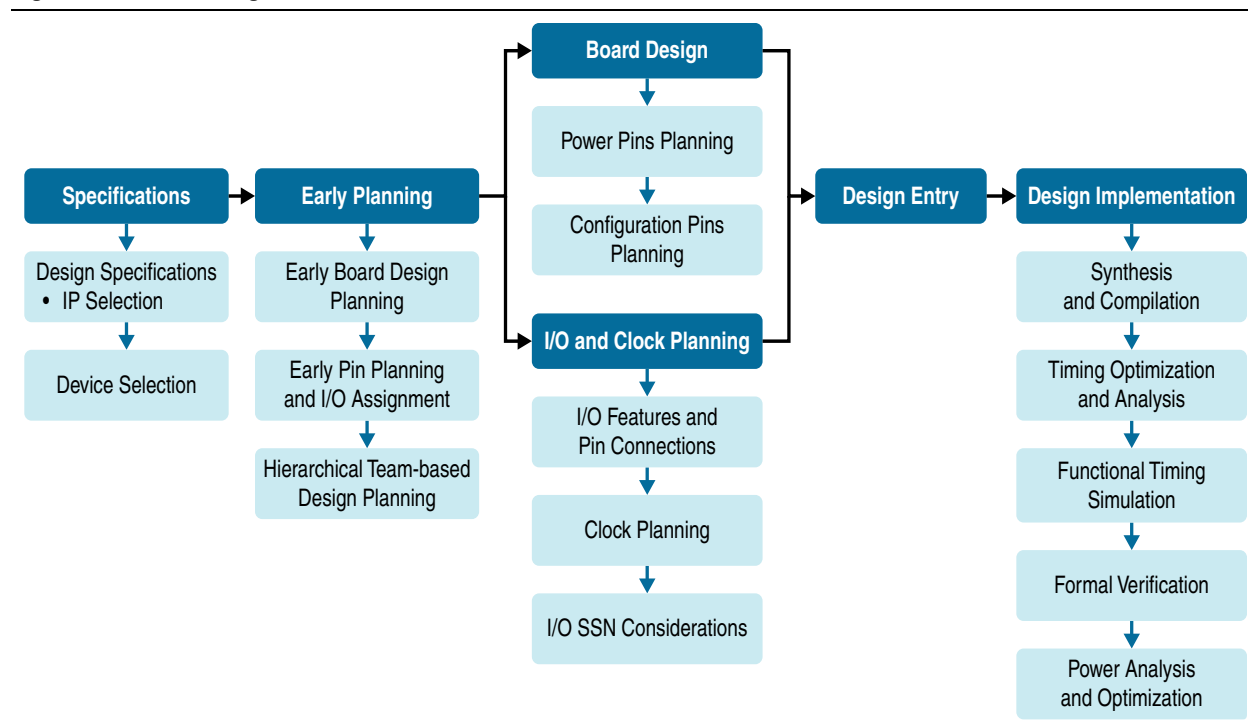 Board Design
Power Pins Planning
Configuration Pins
Planning
Specifications
Design Specifications
• IP Selection
Device Selection
Early Planning
Early Board Design
Planning
Early Pin Planning
and I/O Assignment
Hierarchical Team-based
Design Planning
I/O and Clock Planning
I/O Features and
Pin Connections
Clock Planning
I/O SSN Considerations
Design Entry
Design Implementation
Synthesis
and Compilation
Timing Optimization
and Analysis
Functional Timing
Simulation
Formal Verification
Power Analysis
and Optimization